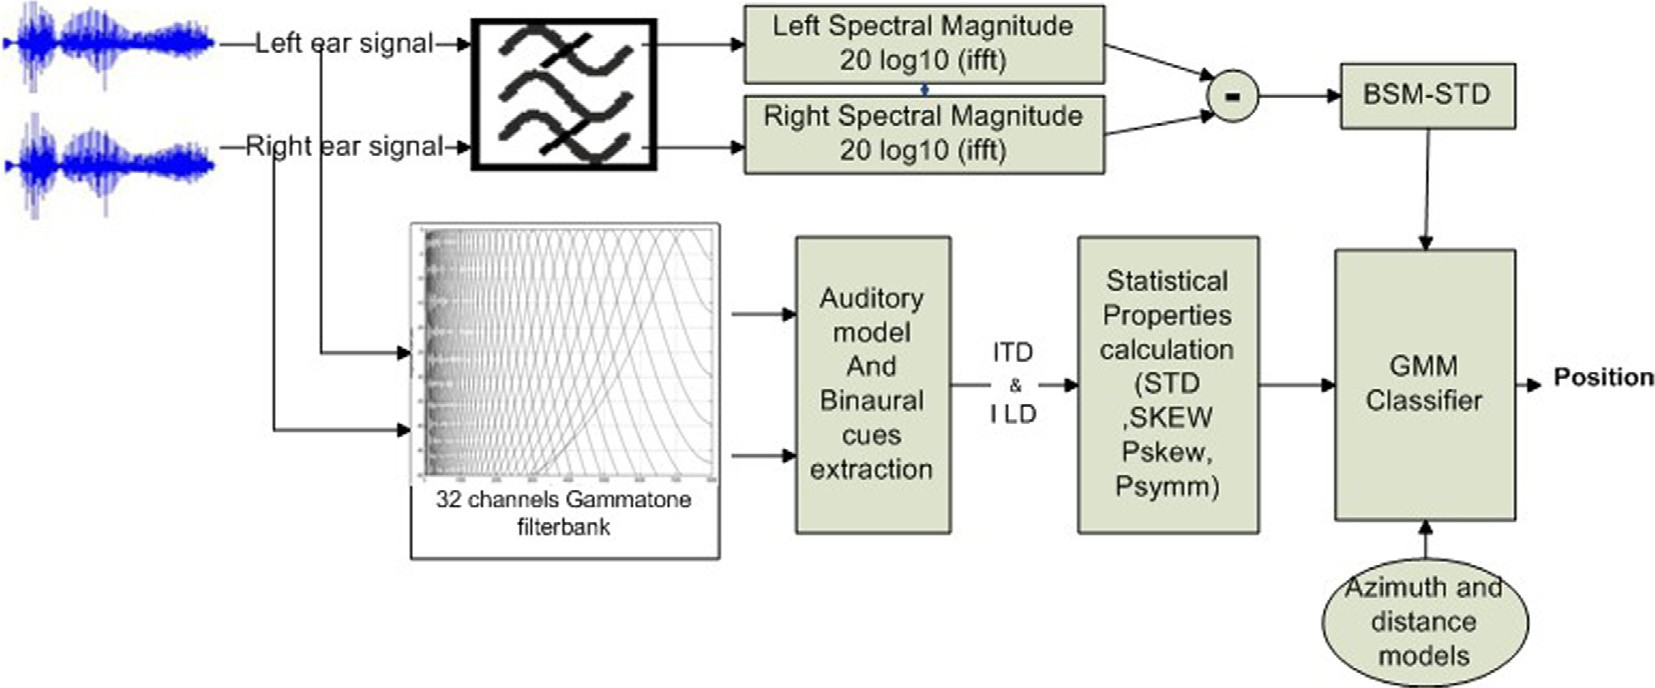 Left ear signal
Right ear signal
Left Spectral Magnitude
20 log10 (ifft)
Right Spectral Magnitude
20 log10 (ifft)
-
BSM-STD
32 channels Gammatone
filterbank
Auditory
model
And
Binaural
cues
extraction
ITD
&
I LD
Statistical
Properties
calculation
(STD
,SKEW
Pskew,
Psymm)
GMM
Classifier
Position
Azimuth and
distance
models